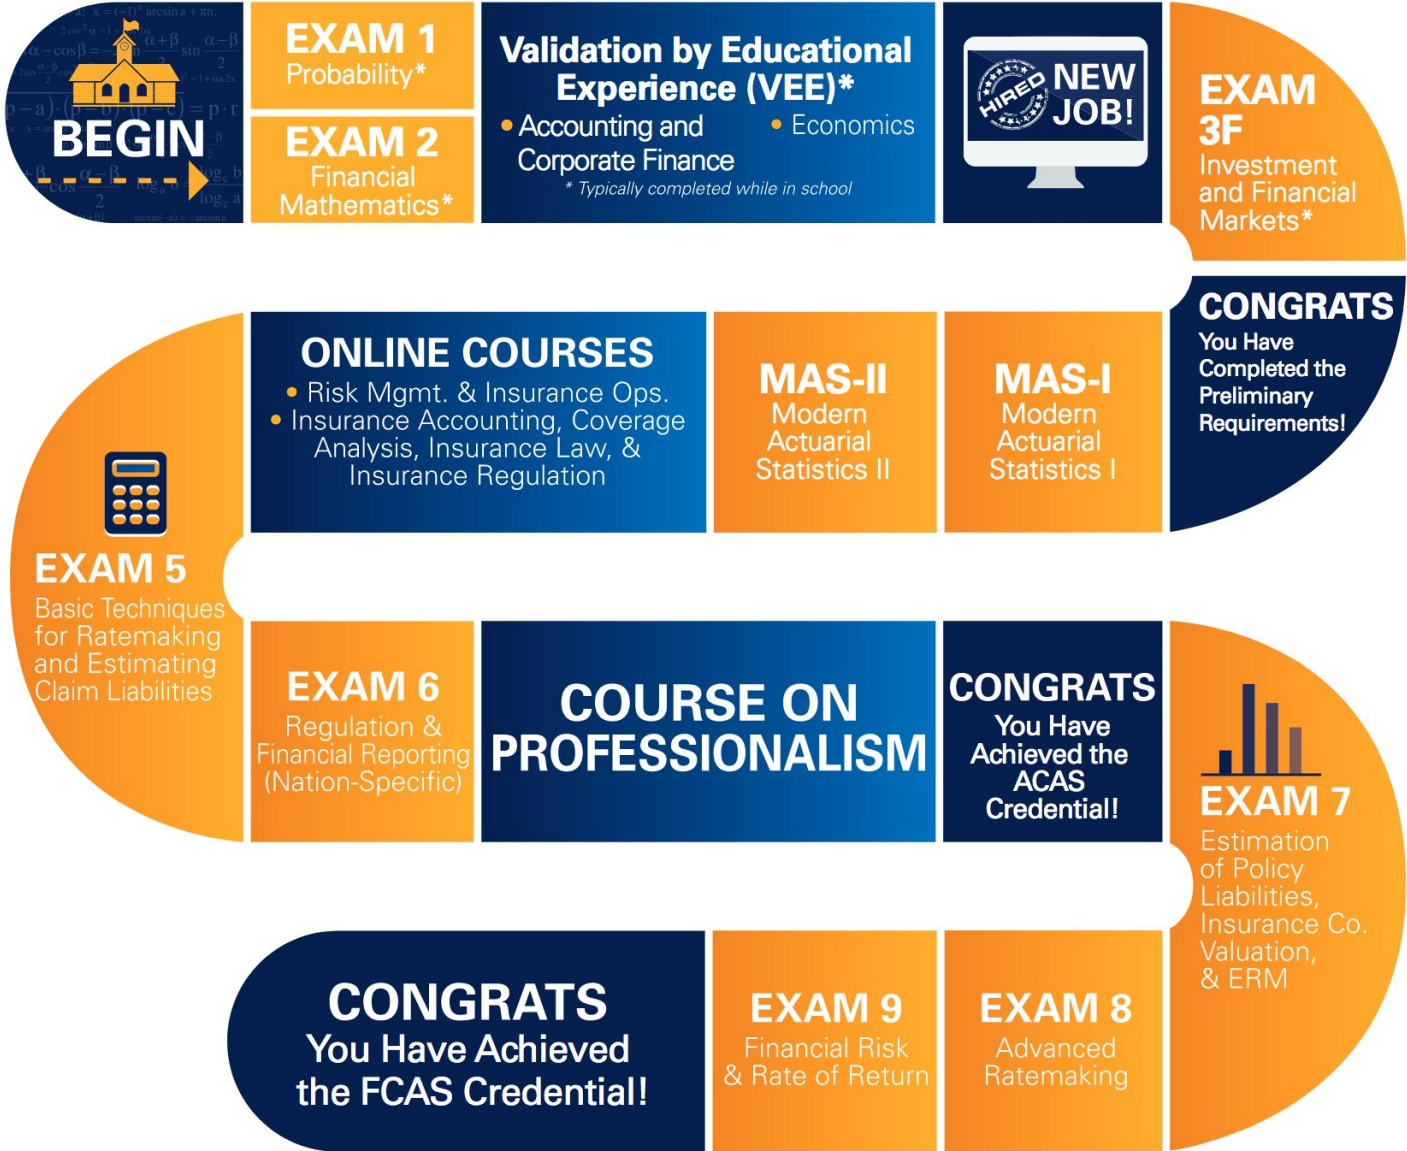 BEGIN
EXAM 1
Probability*
EXAM 2
Financial
Mathematics*
Validation by Educational
Experience (VEE)*
• Accounting and
Corporate Finance
• Economics
* Typically completed while in school
HIRED
NEW
JOB!
EXAM
3F
Investment
and Financial
Markets*
CONGRATS
You Have
Completed the
Preliminary
Requirements!
MAS-I
Modern
Actuarial
Statistics I
MAS-II
Modern
Actuarial
Statistics II
ONLINE COURSES
• Risk Mgmt. & Insurance Ops.
• Insurance Accounting, Coverage
Analysis, Insurance Law, &
Insurance Regulation
EXAM 5
Basic Techniques
for Ratemaking
and Estimating
Claim Liabilities
EXAM 6
Regulation &
Financial Reporting
(Nation-Specific)
COURSE ON
PROFESSIONALISM
CONGRATS
You Have
Achieved the
ACAS
Credential!
EXAM 7
Estimation
of Policy
Liabilities,
Insurance Co.
Valuation,
& ERM
EXAM 8
Advanced
Ratemaking
EXAM 9
Financial Risk
& Rate of Return
CONGRATS
You Have Achieved
the FCAS Credential!